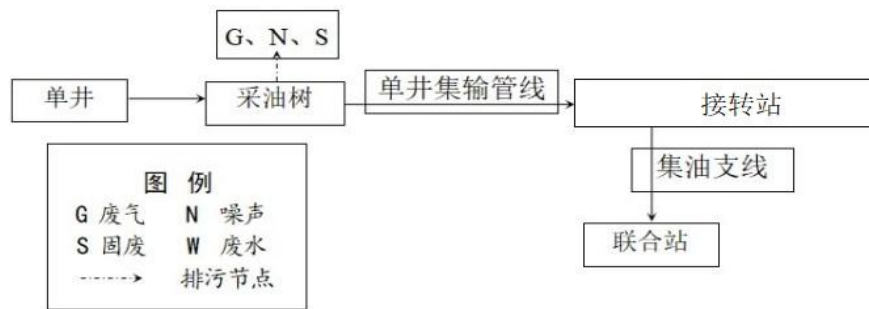 G、N、S
单井
采油树
单井集输管线
接转站
集油支线
联合站
图 例
G 废气 N 噪声
S 固废 W 废水
排污节点